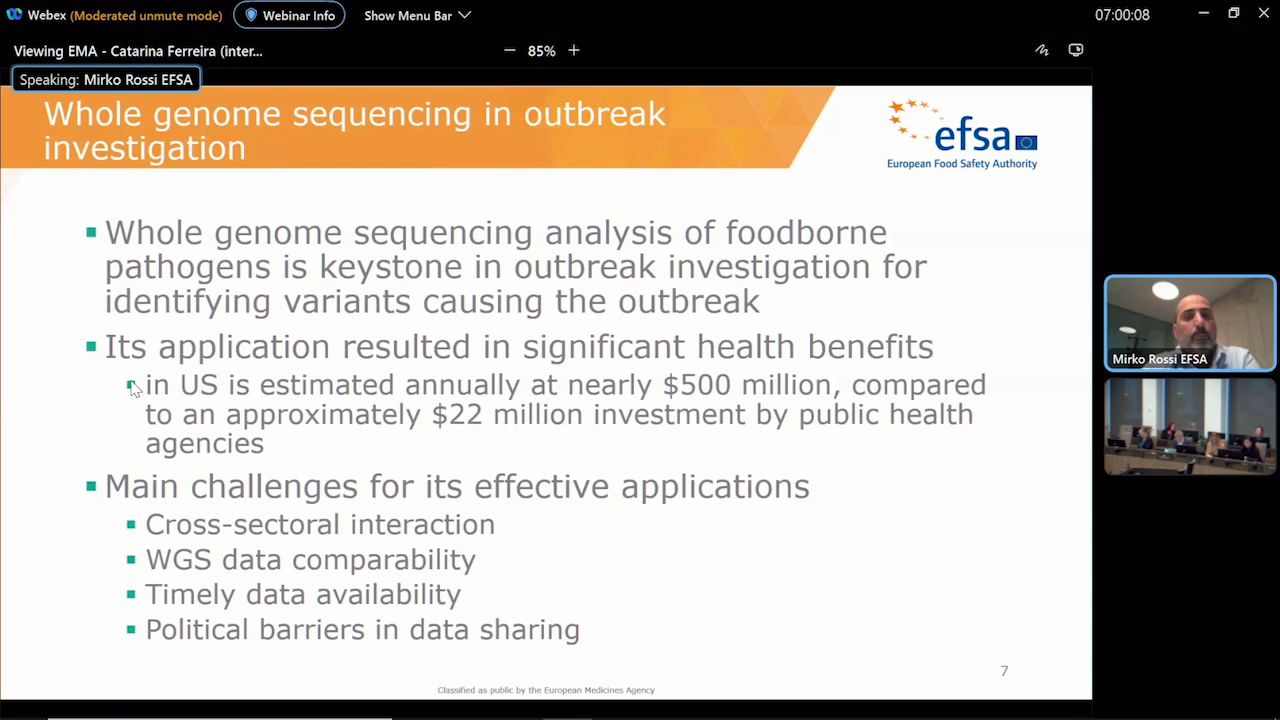 Webex (Moderated unmute mode) Webinar Info Show Menu Bar 07:00:08
Viewing EMA - Catarina Ferreira (inter... 85%
Speaking: Mirko Rossi EFSA
Whole genome sequencing in outbreak
investigation
efsa
European Food Safety Authority
Whole genome sequencing analysis of foodborne
pathogens is keystone in outbreak investigation for
identifying variants causing the outbreak
Its application resulted in significant health benefits
in US is estimated annually at nearly $500 million, compared
to an approximately $22 million investment by public health
agencies
Main challenges for its effective applications
Cross-sectoral interaction
WGS data comparability
Timely data availability
Political barriers in data sharing
7
Classified as public by the European Medicines Agency
Mirko Rossi EFSA